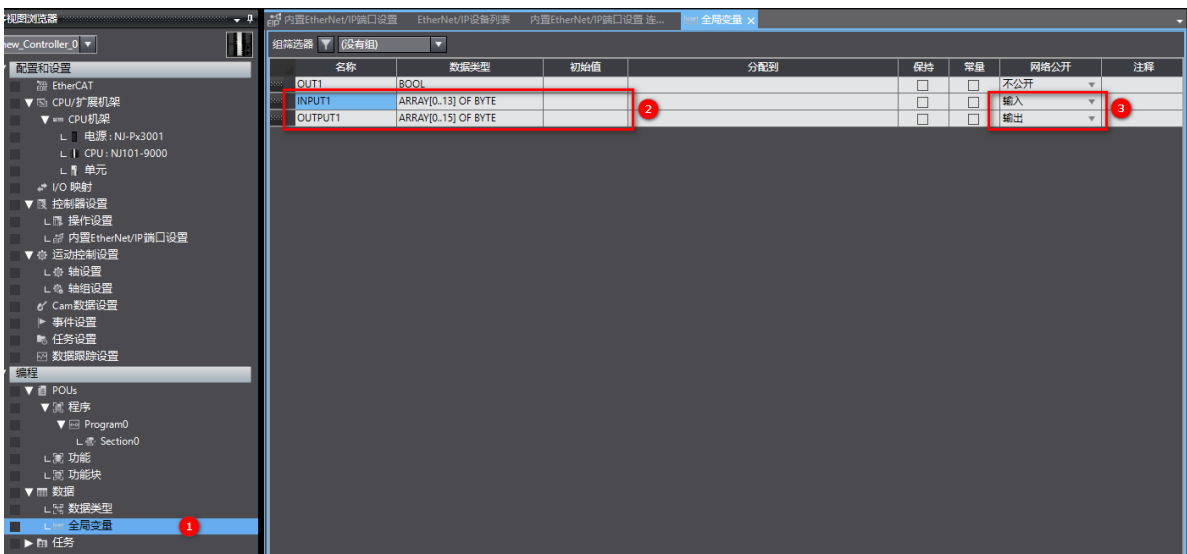 视图浏览器
内置EtherNet/IP端口设置 EtherNet/IP设备列表 内置EtherNet/IP端口设置 连... 全局变量
new_Controller_0
组筛选器 (没有组)
配置和设置
EtherCAT
CPU/扩展机架
CPU机架
电源 : NJ-Px3001
CPU : NJ101-9000
单元
I/O 映射
控制器设置
操作设置
内置EtherNet/IP端口设置
运动控制设置
轴设置
轴组设置
Cam数据设置
事件设置
任务设置
数据跟踪设置
编程
POUs
程序
Program0
Section0
功能
功能块
数据
数据类型
全局变量 1
任务
名称 数据类型 初始值 分配到 保持 常量 网络公开 注释
OUT1 BOOL 不公开
INPUT1 ARRAY[0..13] OF BYTE 2 输入 3
OUTPUT1 ARRAY[0..15] OF BYTE 输出